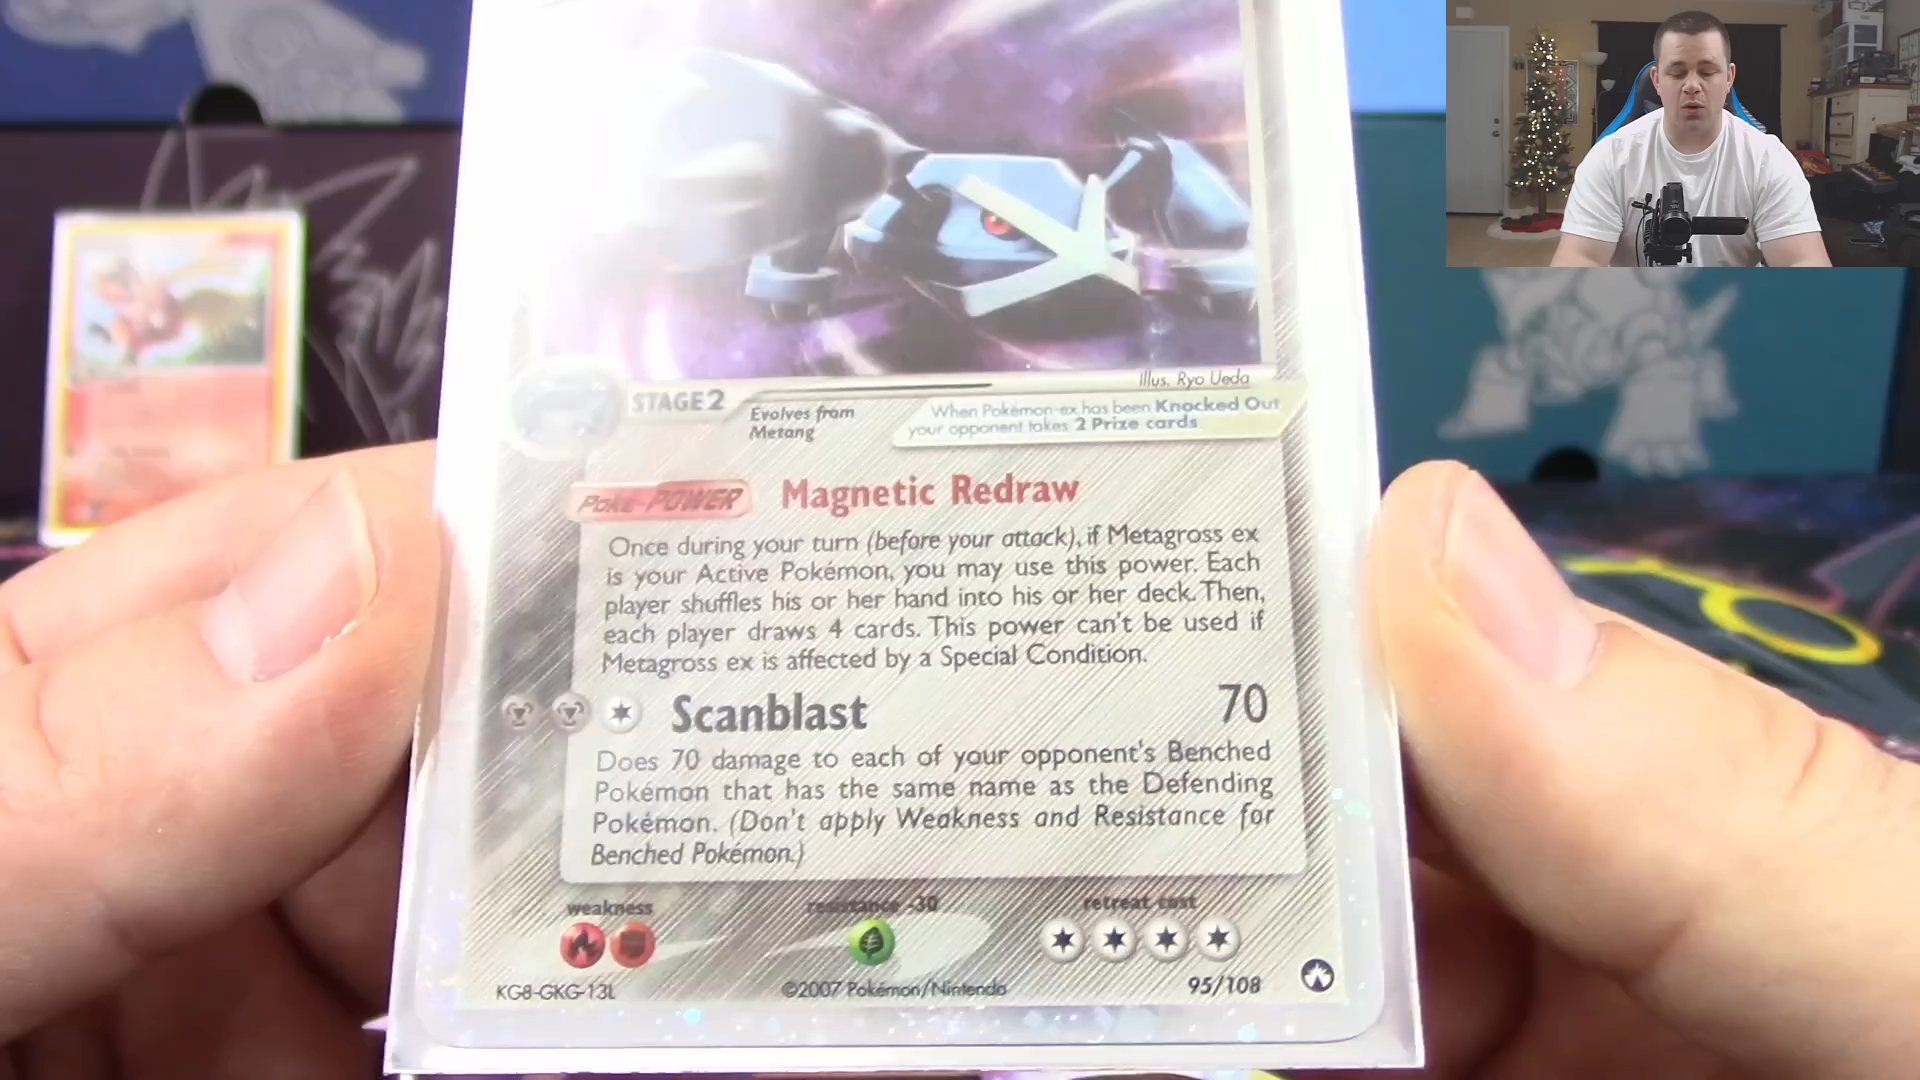 Illus. Ryo Ueda
STAGE 2
Evolves from
Metang
When Pokémon-ex has been Knocked Out
your opponent takes 2 Prize cards.
Poké-POWER Magnetic Redraw
Once during your turn (before your attack), if Metagross ex
is your Active Pokémon, you may use this power. Each
player shuffles his or her hand into his or her deck. Then,
each player draws 4 cards. This power can't be used if
Metagross ex is affected by a Special Condition.
Scanblast 70
Does 70 damage to each of your opponent's Benched
Pokémon that has the same name as the Defending
Pokémon. (Don't apply Weakness and Resistance for
Benched Pokémon.)
weakness resistance -30 retreat cost
KG8-GKG-13L ©2007 Pokémon/Nintendo 95/108